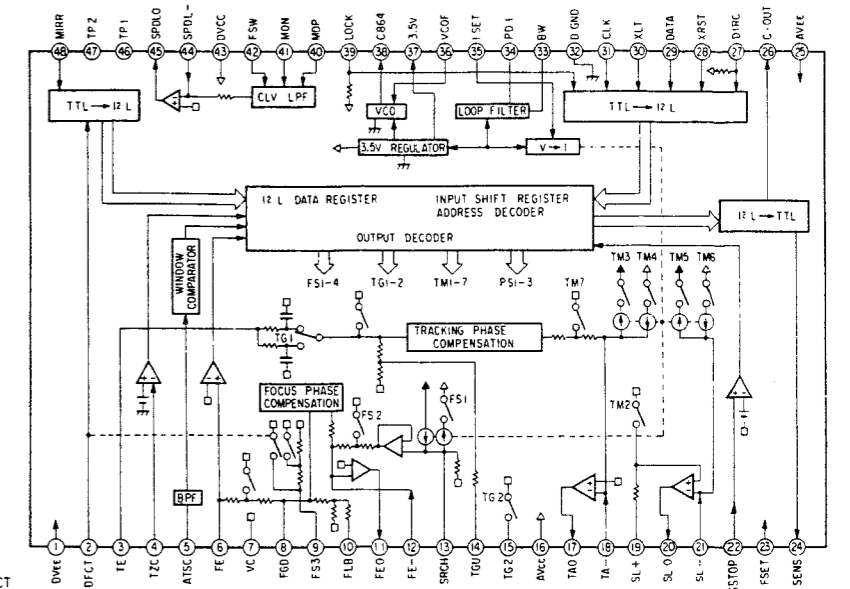 MIRR TP2 TP1 SPDLO SPDL- DVCC FSW MON MDP LOCK C864 3.5V VCOF ISET PD1 BW D GND CLK XLT DATA XRST DIRC C·OUT AVEE
48 47 46 45 44 43 42 41 40 39 38 37 36 35 34 33 32 31 30 29 28 27 26 25
TTL → I2L
CLV LPF
VCO
LOOP FILTER
TTL → I2L
3.5V REGULATOR
V → I
I2L DATA REGISTER
INPUT SHIFT REGISTER
ADDRESS DECODER
OUTPUT DECODER
I2L → TTL
WINDOW COMPARATOR
FS1-4 TG1-2 TM1-7 PS1-3
TM3 TM4 TM5 TM6
TM7
TG1
TRACKING PHASE
COMPENSATION
FOCUS PHASE
COMPENSATION
FS1
FS2
TM2
TG2
BPF
1 2 3 4 5 6 7 8 9 10 11 12 13 14 15 16 17 18 19 20 21 22 23 24
DVEE DFCT TE TZC ATSC FE VC FGD FS3 FLB FEO FE- SRCH TGU TG2 AVCC TAO TA- SL+ SLO SL- SSTOP FSET SENS
CT